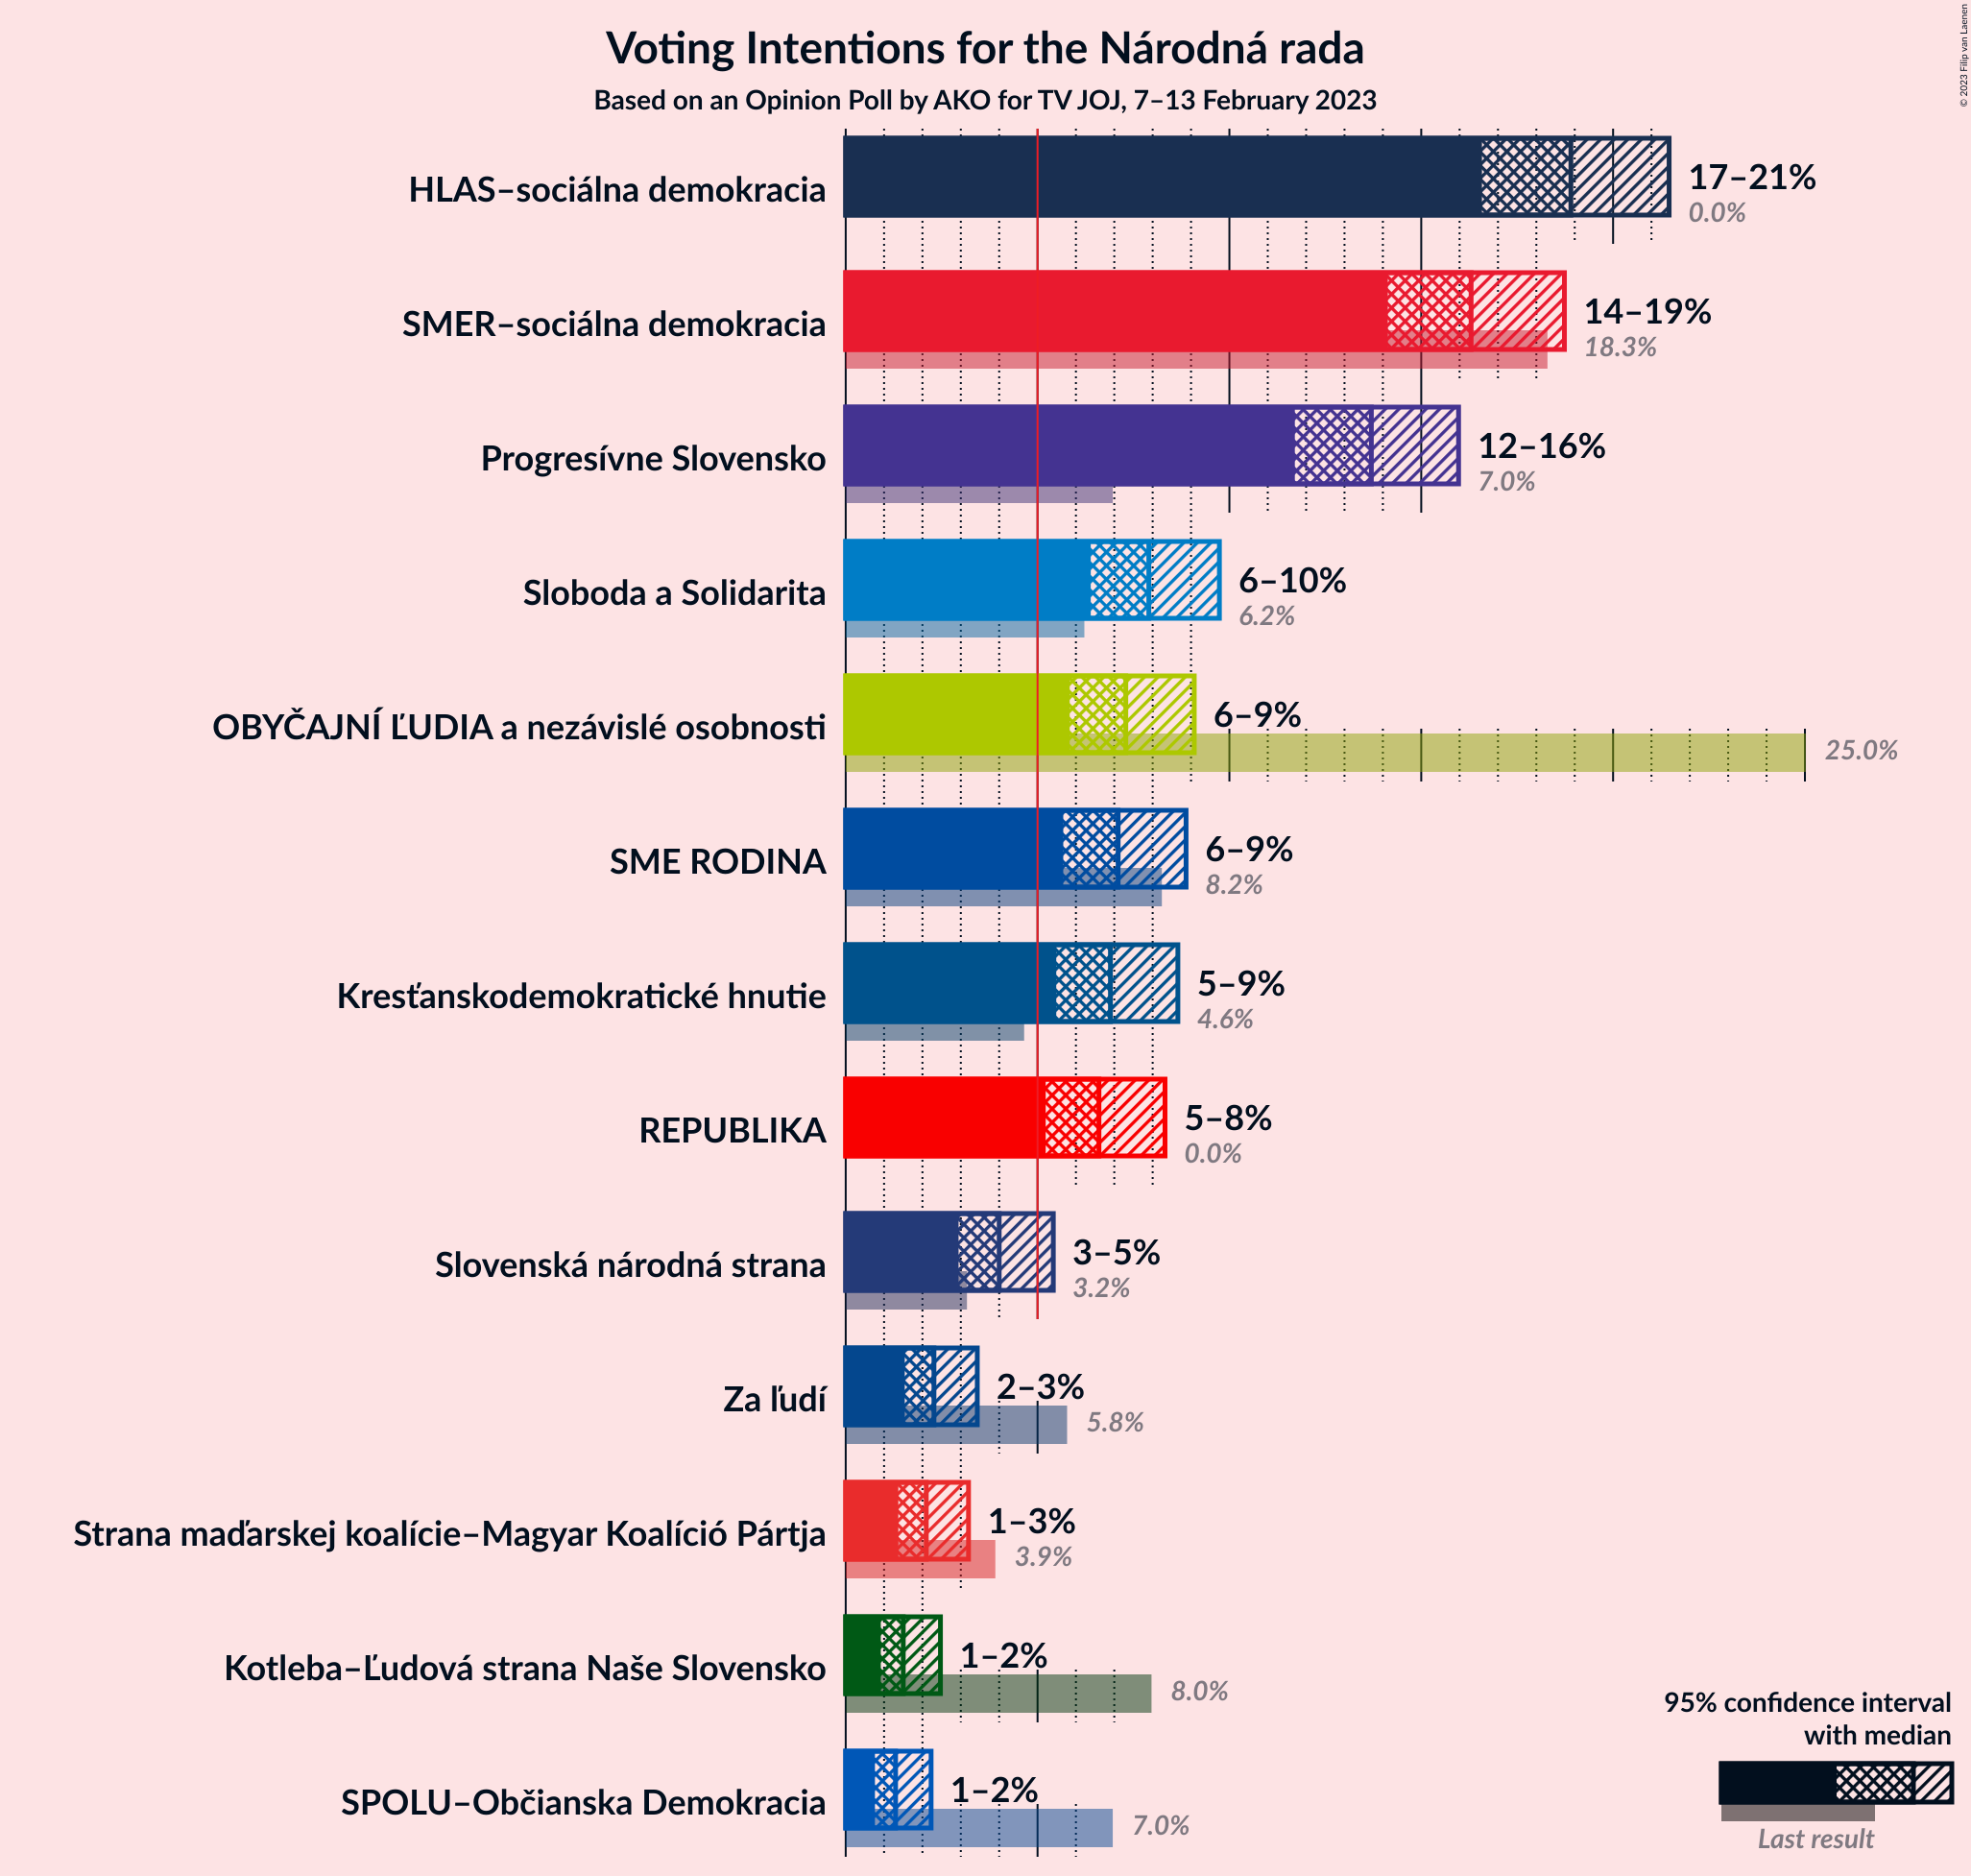 Voting Intentions for the Národná rada
Based on an Opinion Poll by AKO for TV JOJ, 7–13 February 2023
© 2023 Filip van Laenen
HLAS–sociálna demokracia
17–21%
0.0%
SMER–sociálna demokracia
14–19%
18.3%
Progresívne Slovensko
12–16%
7.0%
Sloboda a Solidarita
6–10%
6.2%
OBYČAJNÍ ĽUDIA a nezávislé osobnosti
6–9%
25.0%
SME RODINA
6–9%
8.2%
Kresťanskodemokratické hnutie
5–9%
4.6%
REPUBLIKA
5–8%
0.0%
Slovenská národná strana
3–5%
3.2%
Za ľudí
2–3%
5.8%
Strana maďarskej koalície–Magyar Koalíció Pártja
1–3%
3.9%
Kotleba–Ľudová strana Naše Slovensko
1–2%
8.0%
SPOLU–Občianska Demokracia
1–2%
7.0%
95% confidence interval
with median
Last result